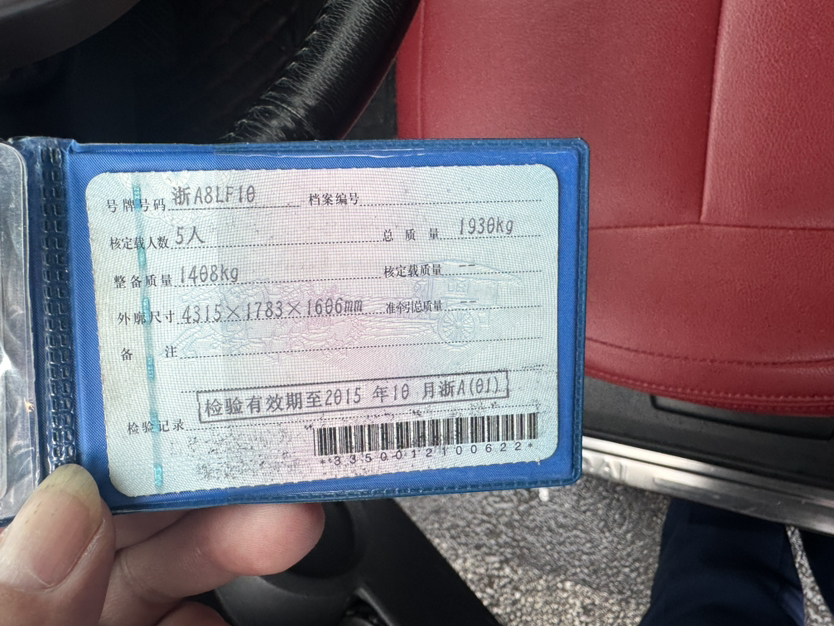 号牌号码 浙A8LF10 档案编号
核定载人数 5人 总质量 1930kg
整备质量 1408kg 核定载质量 --
外廓尺寸 4315×1783×1606mm 准牵引总质量 --
备注
检验有效期至2015年10月浙A(01)
检验记录
*3350012100622*